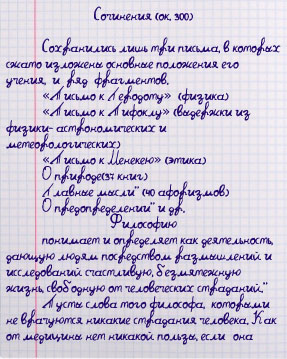 Сочинения (ок. 300)
Сохранились лишь три письма, в которых
сжато изложены основные положения его
учения, и ряд фрагментов.
«Письмо к Геродоту» (физика)
«Письмо к Пифоклу» (выдержки из
физики- астрономических и
метеорологических)
«Письмо к Менекею» (этика)
О природе(37 книг)
Главные мысли" (40 афоризмов)
О предопределении" и др.
Философию
понимает и определяет как деятельность,
дающую людям посредством размышлений и
исследований счастливую, безмятежную
жизнь, свободную от человеческих страданий."
Пусты слова того философа, которыми
не врачуются никакие страдания человека. Как
от медицины нет никакой пользы, если она